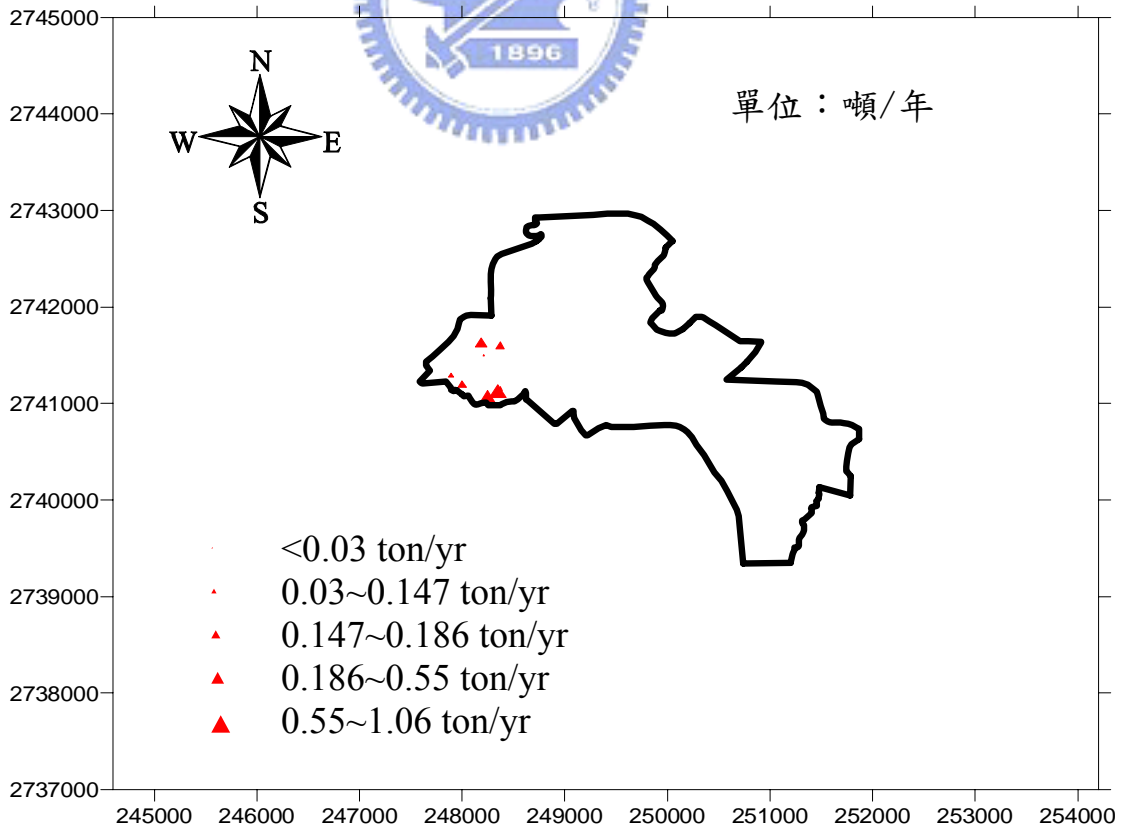 1896
2745000
2744000
2743000
2742000
2741000
2740000
2739000
2738000
2737000
N
W E
S
單位：噸/年
<0.03 ton/yr
0.03~0.147 ton/yr
0.147~0.186 ton/yr
0.186~0.55 ton/yr
0.55~1.06 ton/yr
245000 246000 247000 248000 249000 250000 251000 252000 253000 254000